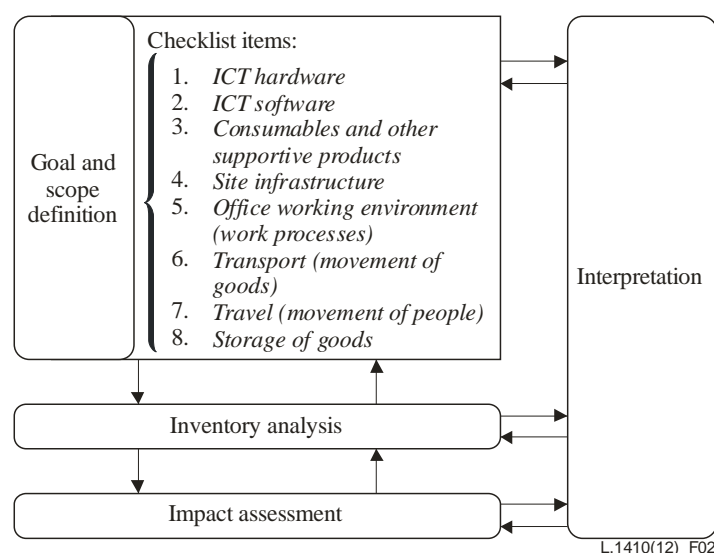 Checklist items:
1. ICT hardware
2. ICT software
3. Consumables and other
supportive products
4. Site infrastructure
5. Office working environment
(work processes)
6. Transport (movement of
goods)
7. Travel (movement of people)
8. Storage of goods
Goal and
scope
definition
Interpretation
Inventory analysis
Impact assessment
L.1410(12)_F02